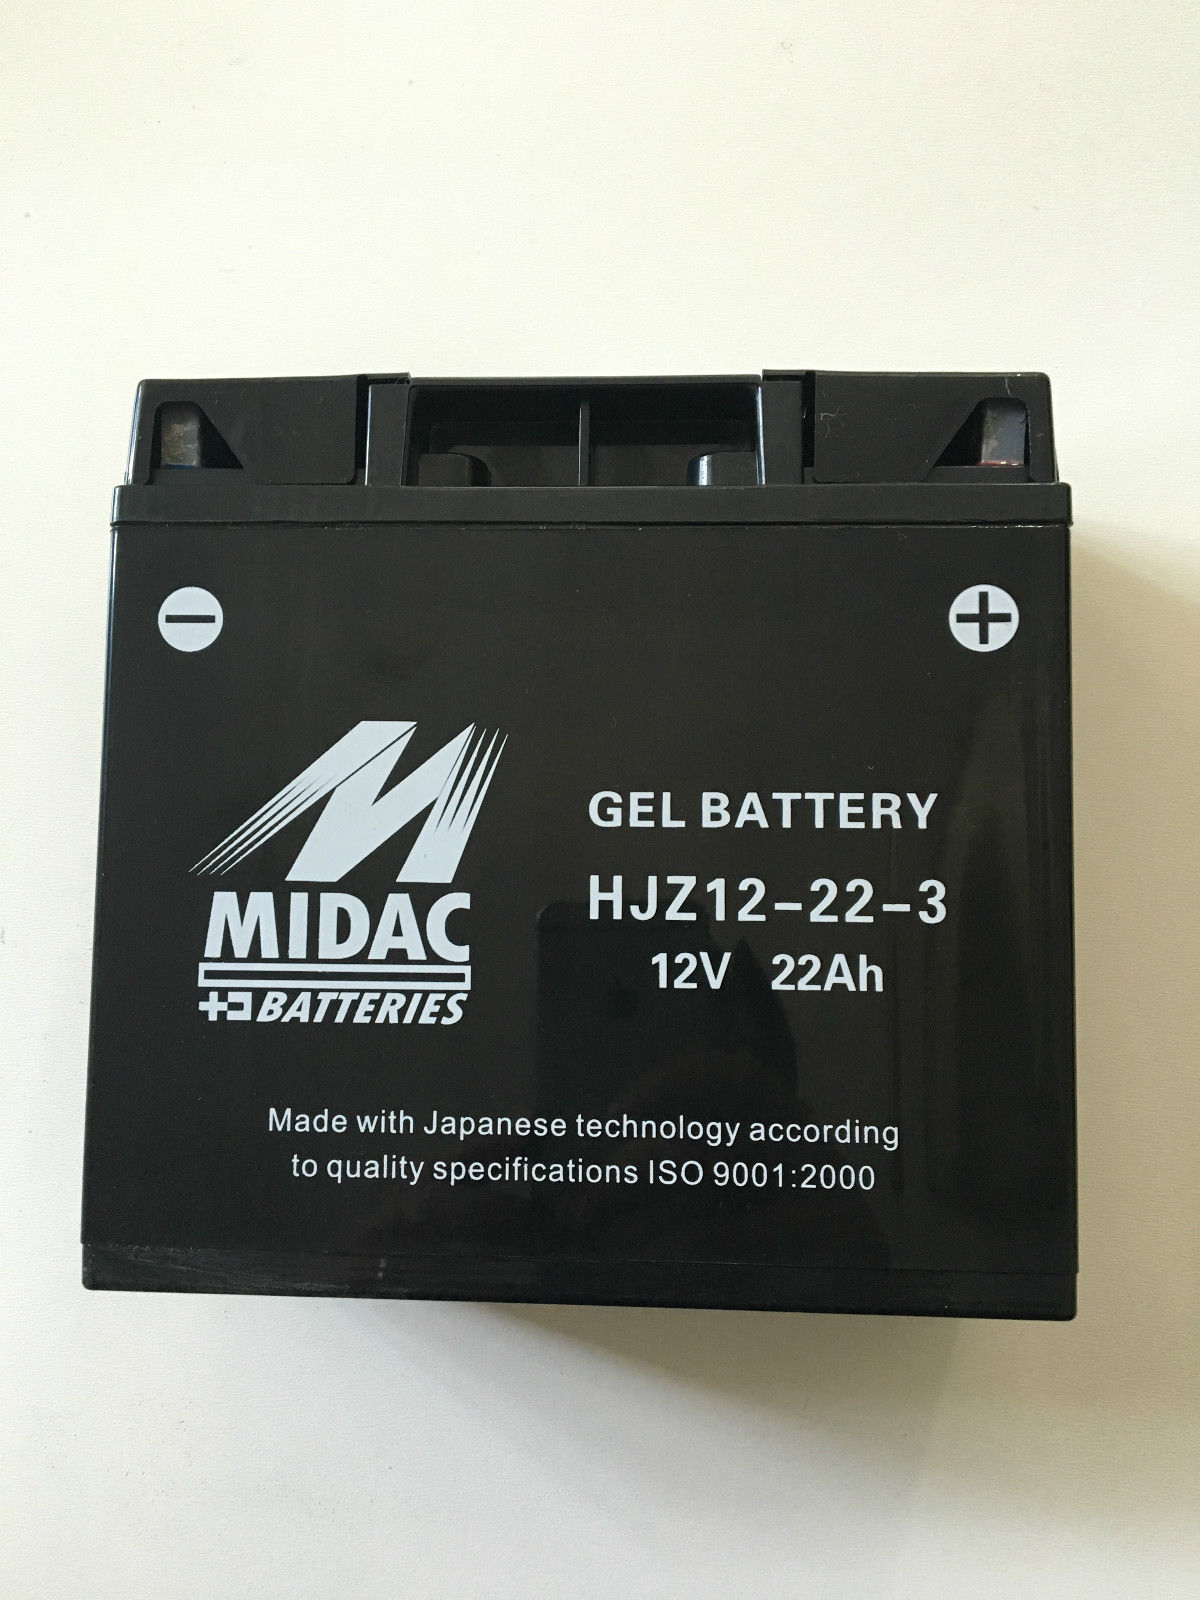 − +
MIDAC
BATTERIES
GEL BATTERY
HJZ12-22-3
12V 22Ah
Made with Japanese technology according
to quality specifications ISO 9001:2000